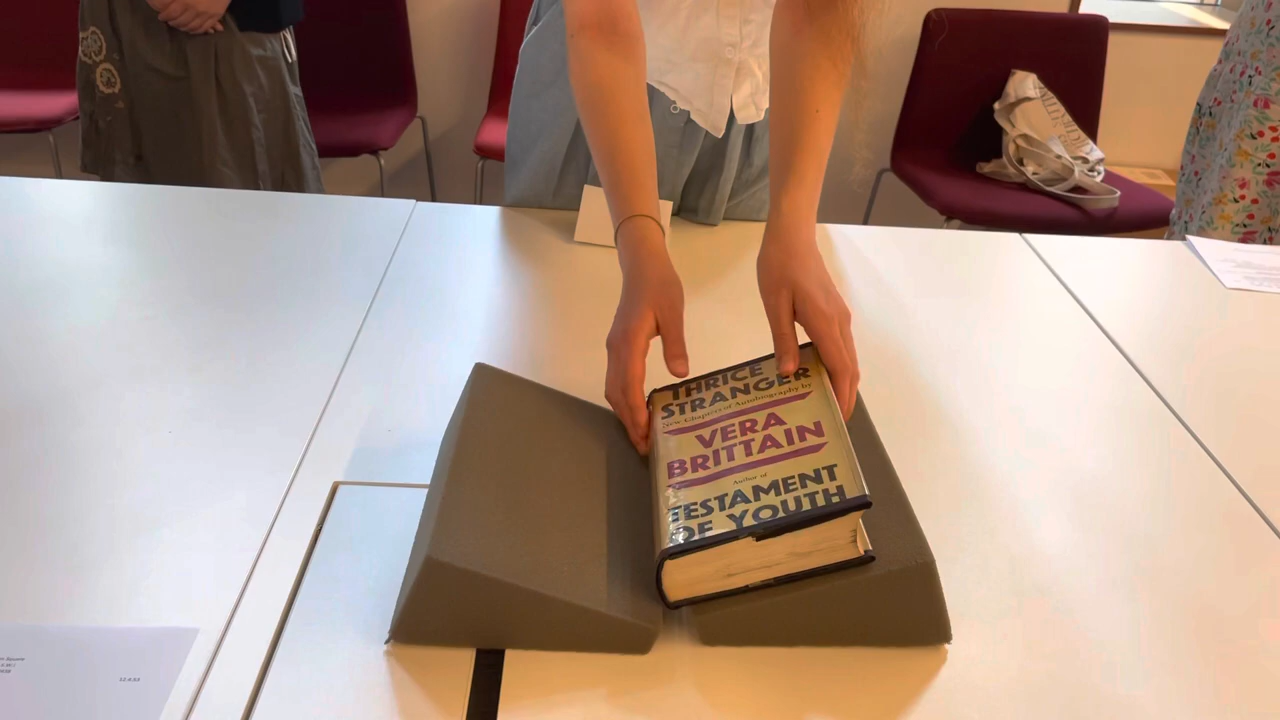 THRICE
STRANGER
New Chapters of Autobiography by
VERA
BRITTAIN
Author of
TESTAMENT
OF YOUTH